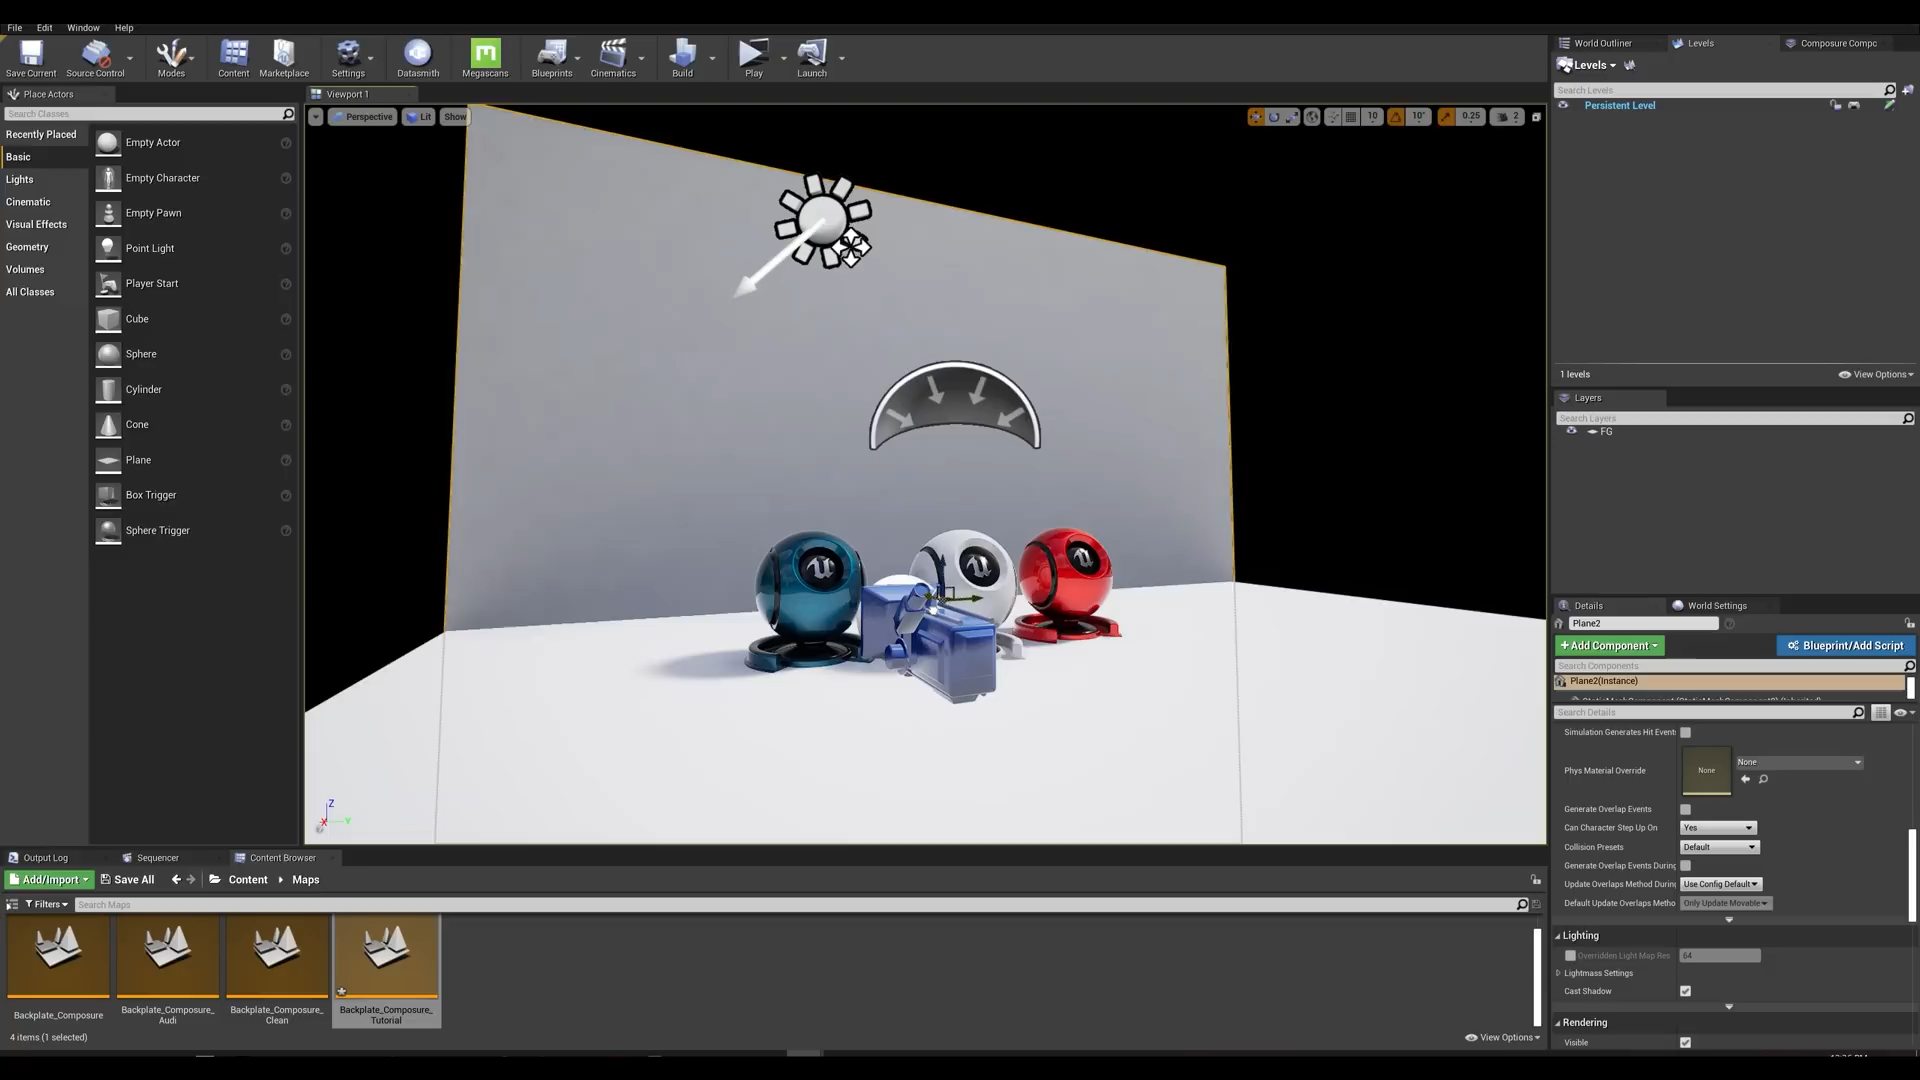 File Edit Window Help
Save Current
Source Control
Modes
Content
Marketplace
Settings
Datasmith
Megascans
Blueprints
Cinematics
Build
Play
Launch
Place Actors
Search Classes
Recently Placed
Basic
Lights
Cinematic
Visual Effects
Geometry
Volumes
All Classes
Empty Actor
Empty Character
Empty Pawn
Point Light
Player Start
Cube
Sphere
Cylinder
Cone
Plane
Box Trigger
Sphere Trigger
Viewport 1
Perspective Lit Show
10 10° 0.25 2
Z
X
Y
World Outliner Levels Composure Compc
Levels
Search Levels
Persistent Level
1 levels
View Options
Layers
Search Layers
FG
Details World Settings
Plane2
+Add Component
Blueprint/Add Script
Search Components
Plane2(Instance)
Search Details
Simulation Generates Hit Event
Phys Material Override
None
None
Generate Overlap Events
Can Character Step Up On Yes
Collision Presets Default
Generate Overlap Events During
Update Overlaps Method During Use Config Default
Default Update Overlaps Metho Only Update Movable
Lighting
Overridden Light Map Res 64
Lightmass Settings
Cast Shadow
Rendering
Visible
Output Log Sequencer Content Browser
Add/Import Save All Content Maps
Filters Search Maps
Backplate_Composure
Backplate_Composure_
Audi
Backplate_Composure_
Clean
Backplate_Composure_
Tutorial
4 items (1 selected)
View Options